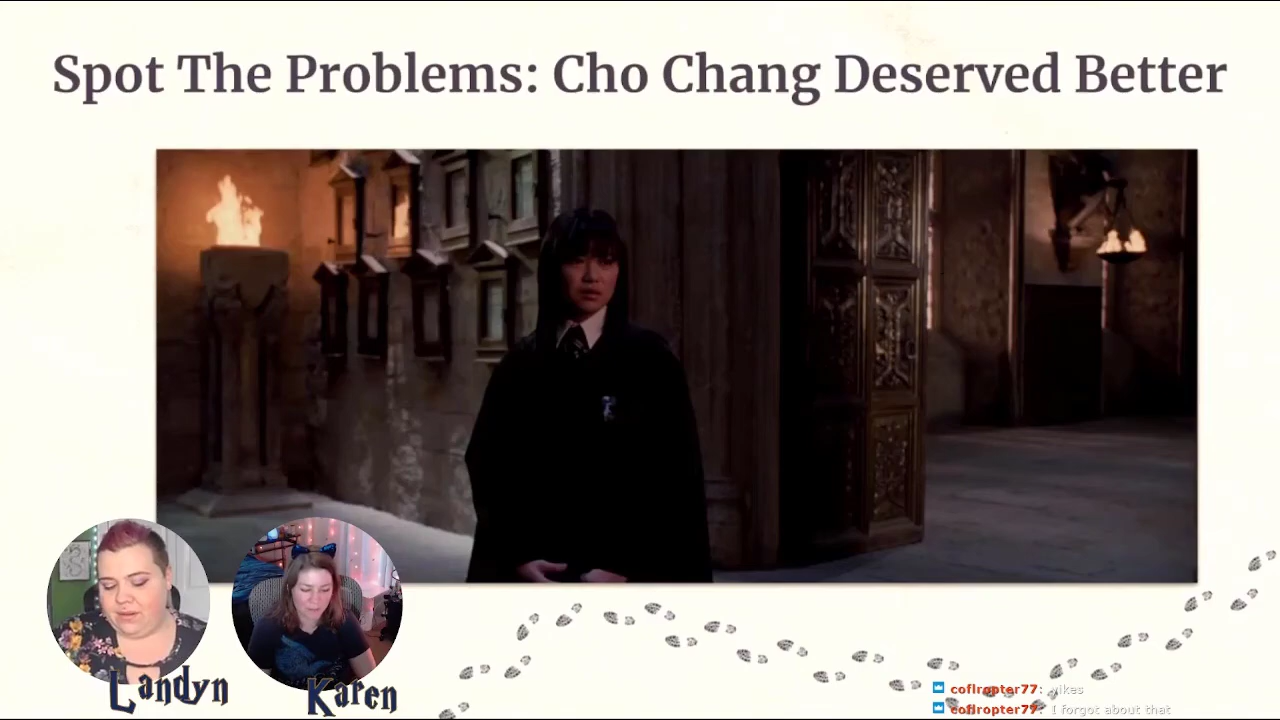 Spot The Problems: Cho Chang Deserved Better
Landyn
Karen
coflropter77: yikes
coflropter77: I forgot about that